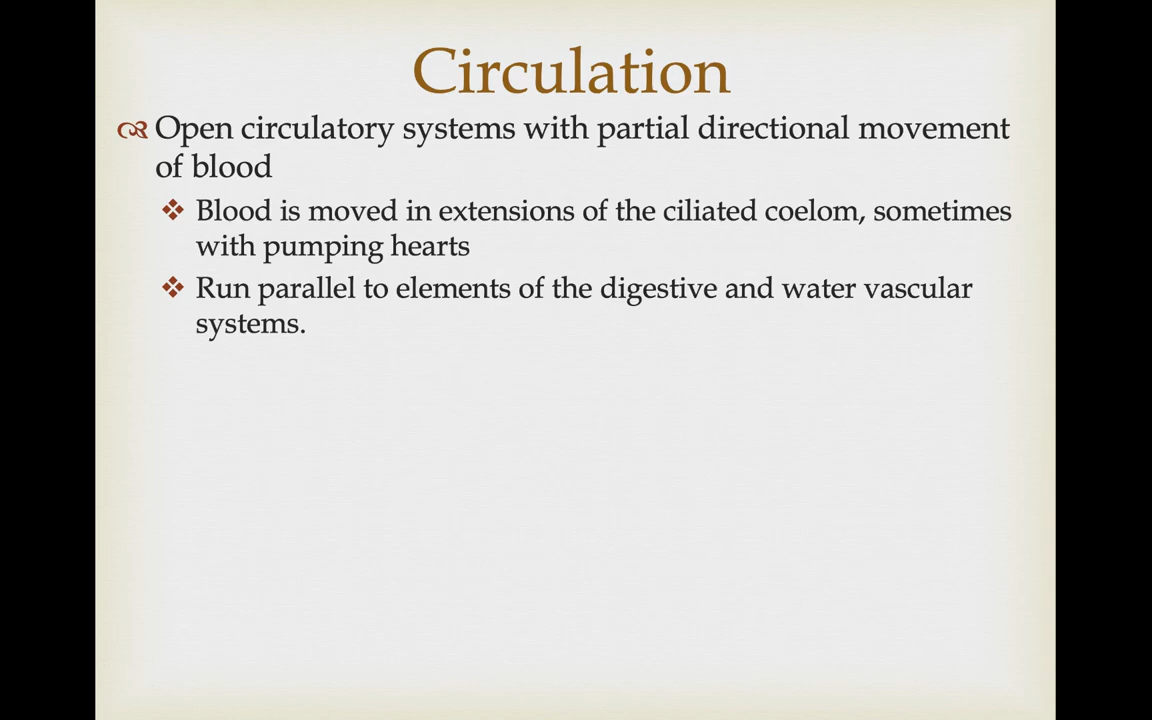 Circulation
Open circulatory systems with partial directional movement
of blood
Blood is moved in extensions of the ciliated coelom, sometimes
with pumping hearts
Run parallel to elements of the digestive and water vascular
systems.